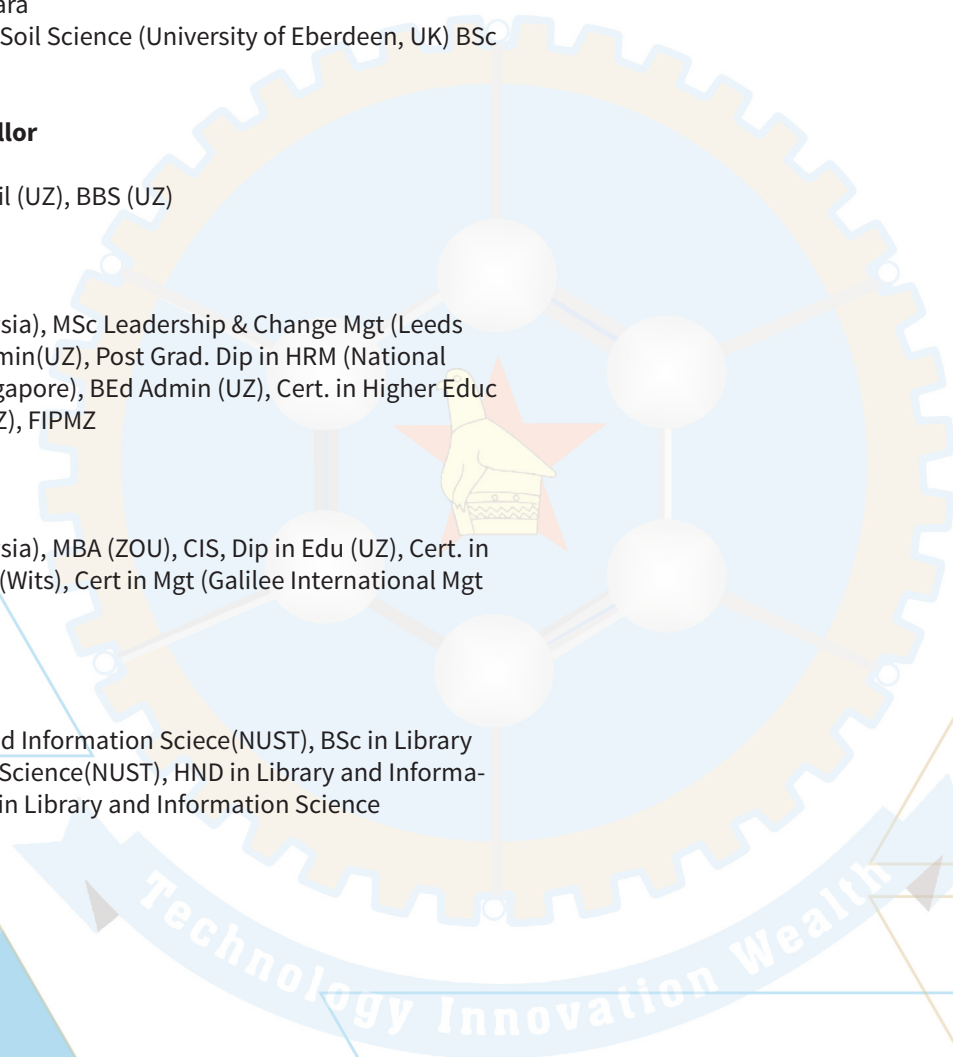 ara
Soil Science (University of Eberdeen, UK) BSc
llor
il (UZ), BBS (UZ)
sia), MSc Leadership & Change Mgt (Leeds
min(UZ), Post Grad. Dip in HRM (National
gapore), BEd Admin (UZ), Cert. in Higher Educ
Z), FIPMZ
sia), MBA (ZOU), CIS, Dip in Edu (UZ), Cert. in
(Wits), Cert in Mgt (Galilee International Mgt
d Information Sciece(NUST), BSc in Library
Science(NUST), HND in Library and Informa-
in Library and Information Science
Technology Innovation Wealth